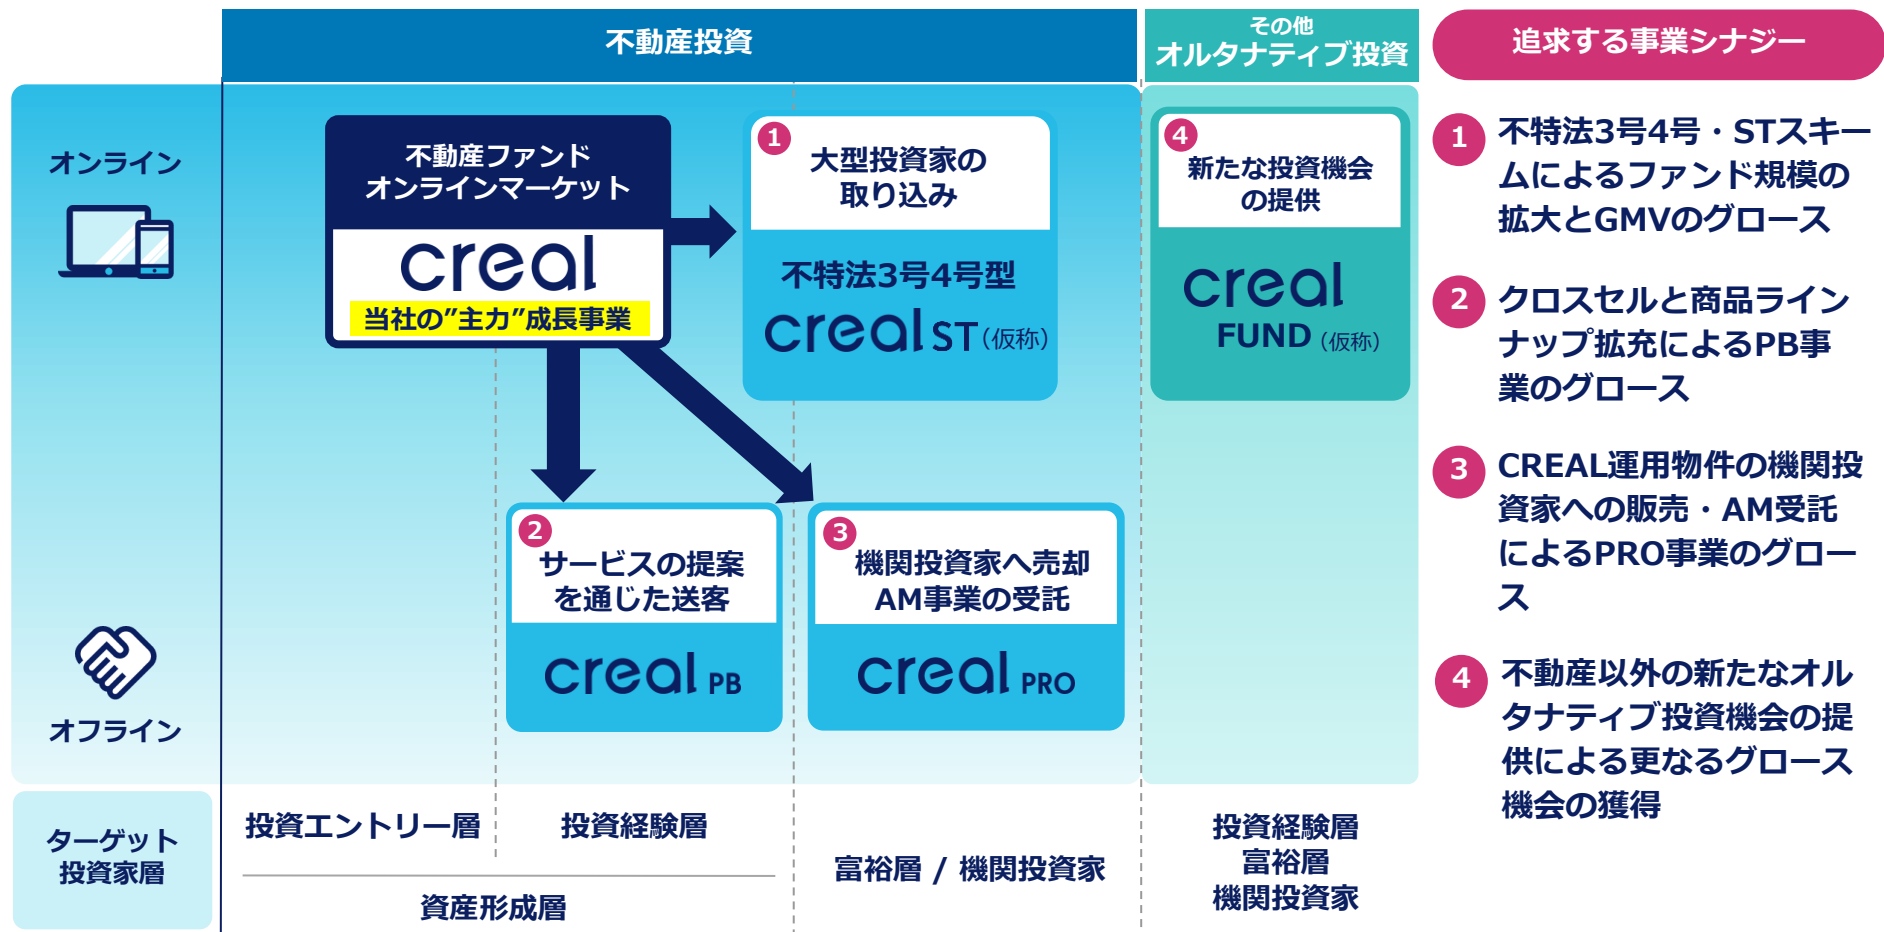 不動産投資
その他
オルタナティブ投資
追求する事業シナジー
オンライン
不動産ファンド
オンラインマーケット
creal
当社の”主力”成長事業
1
大型投資家の
取り込み
不特法3号4号型
creal ST（仮称）
4
新たな投資機会
の提供
creal
FUND（仮称）
2
サービスの提案
を通じた送客
creal PB
3
機関投資家へ売却
AM事業の受託
creal PRO
オフライン
ターゲット
投資家層
投資エントリー層
投資経験層
資産形成層
富裕層 / 機関投資家
投資経験層
富裕層
機関投資家
1
不特法3号4号・STスキー
ムによるファンド規模の
拡大とGMVのグロース
2
クロスセルと商品ライン
ナップ拡充によるPB事
業のグロース
3
CREAL運用物件の機関投
資家への販売・AM受託
によるPRO事業のグロー
ス
4
不動産以外の新たなオル
タナティブ投資機会の提
供による更なるグロース
機会の獲得